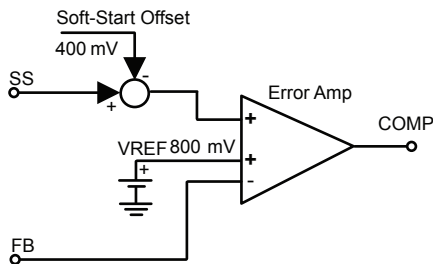 Soft-Start Offset
400 mV
-
SS
+
Error Amp
+
COMP
VREF 800 mV
+
+
-
FB